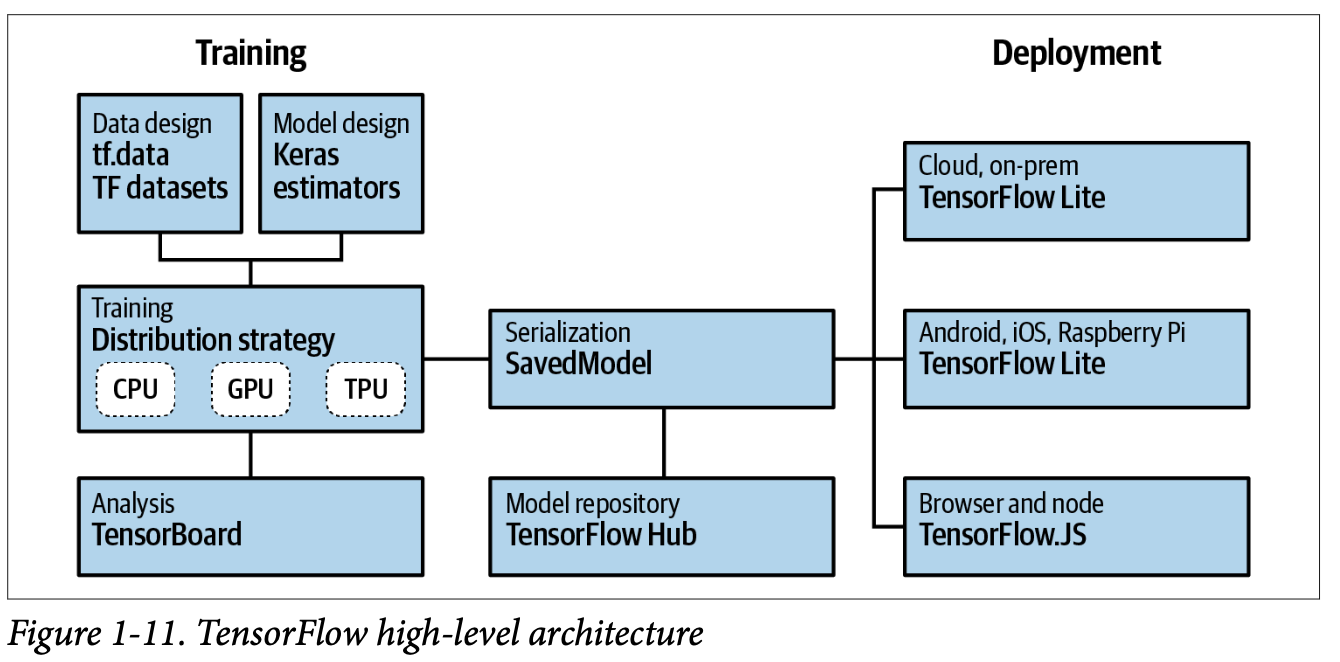 Training
Deployment
Data design
tf.data
TF datasets
Model design
Keras
estimators
Training
Distribution strategy
CPU
GPU
TPU
Analysis
TensorBoard
Serialization
SavedModel
Model repository
TensorFlow Hub
Cloud, on-prem
TensorFlow Lite
Android, iOS, Raspberry Pi
TensorFlow Lite
Browser and node
TensorFlow.JS
Figure 1-11. TensorFlow high-level architecture